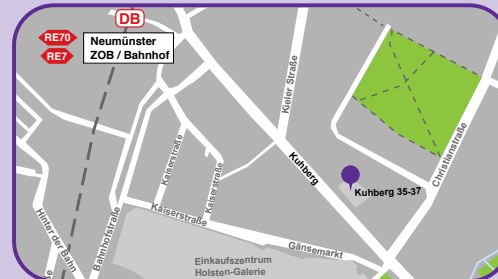 DB
RE70
RE7
Neumünster
ZOB / Bahnhof
Kieler Straße
Christianstraße
Kaiserstraße
Kaiserstraße
Kuhberg
Kuhberg 35-37
Hinter der Bahn
Bahnhofstraße
Kaiserstraße
Gänsemarkt
Einkaufszentrum
Holsten-Galerie